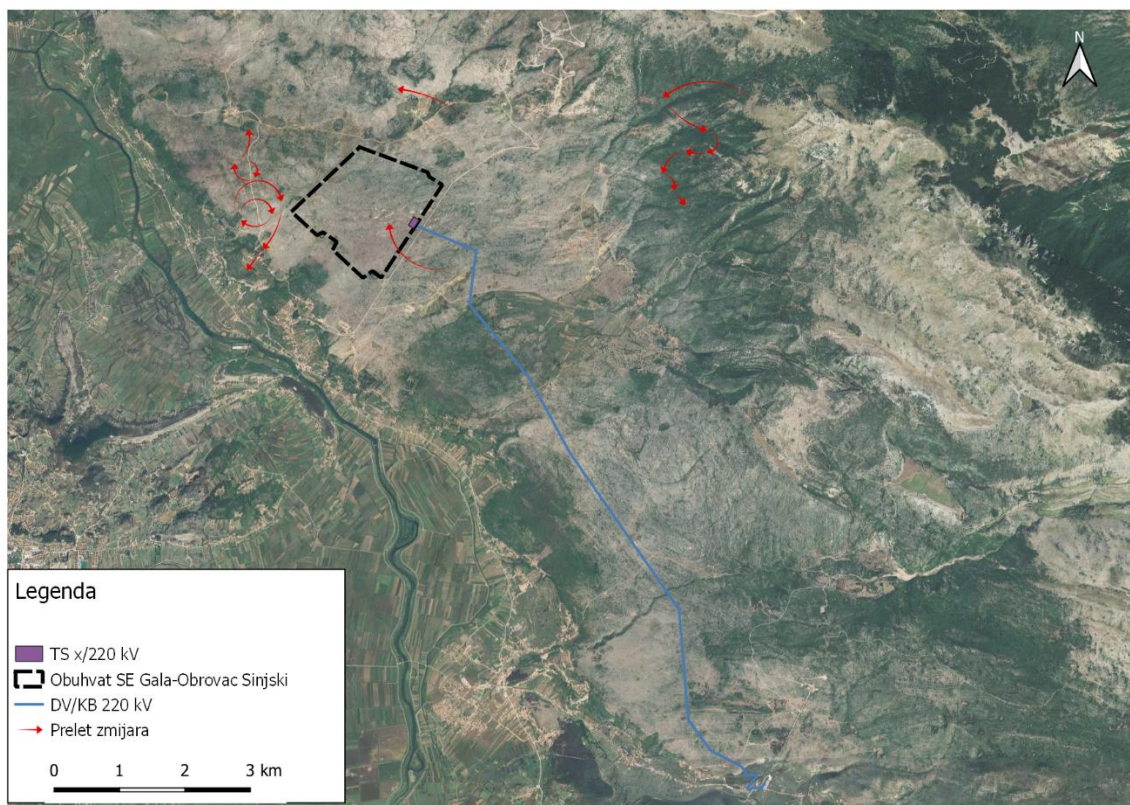 N
Legenda
TS x/220 kV
Obuhvat SE Gala-Obrovac Sinjski
DV/KB 220 kV
Prelet zmijara
0 1 2 3 km